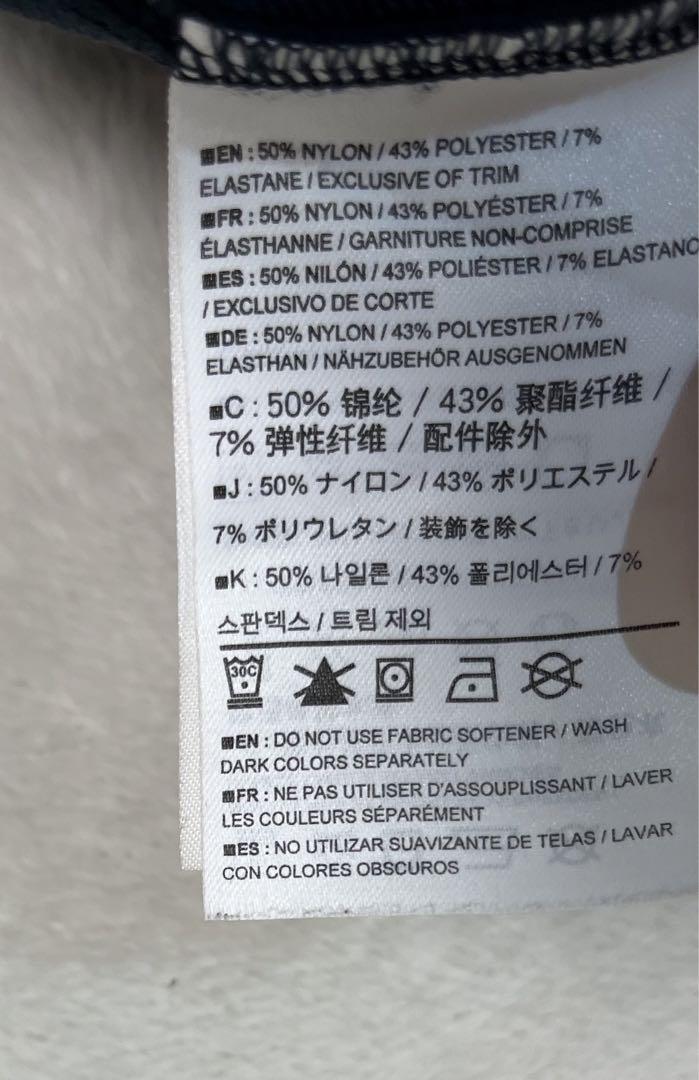 EN : 50% NYLON / 43% POLYESTER / 7%
ELASTANE / EXCLUSIVE OF TRIM
FR : 50% NYLON / 43% POLYÉSTER / 7%
ÉLASTHANNE / GARNITURE NON-COMPRISE
ES : 50% NILÓN / 43% POLIÉSTER / 7% ELASTANO
/ EXCLUSIVO DE CORTE
DE : 50% NYLON / 43% POLYESTER / 7%
ELASTHAN / NÄHZUBEHÖR AUSGENOMMEN
C : 50% 锦纶 / 43% 聚酯纤维 /
7% 弹性纤维 / 配件除外
J : 50% ナイロン / 43% ポリエステル /
7% ポリウレタン / 装飾を除く
K : 50% 나일론 / 43% 폴리에스터 / 7%
스판덱스 / 트림 제외
30C
EN : DO NOT USE FABRIC SOFTENER / WASH
DARK COLORS SEPARATELY
FR : NE PAS UTILISER D'ASSOUPLISSANT / LAVER
LES COULEURS SÉPARÉMENT
ES : NO UTILIZAR SUAVIZANTE DE TELAS / LAVAR
CON COLORES OBSCUROS